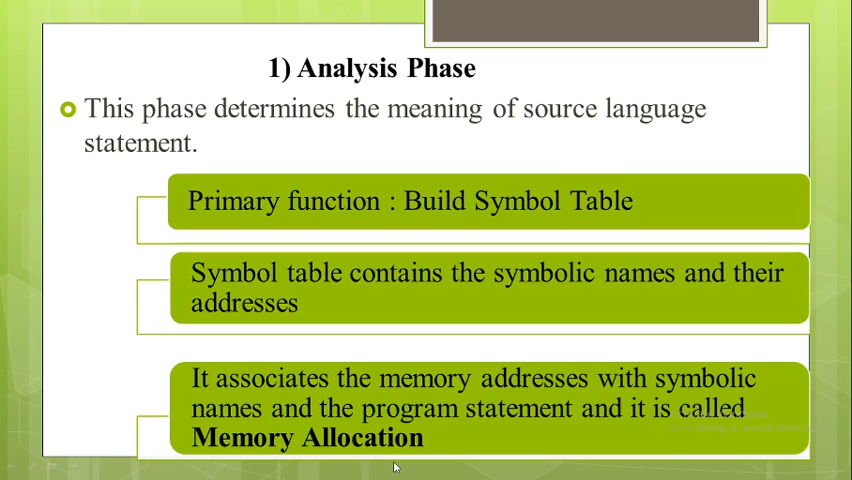 1) Analysis Phase
This phase determines the meaning of source language
statement.
Primary function : Build Symbol Table
Symbol table contains the symbolic names and their
addresses
It associates the memory addresses with symbolic
names and the program statement and it is called
Memory Allocation